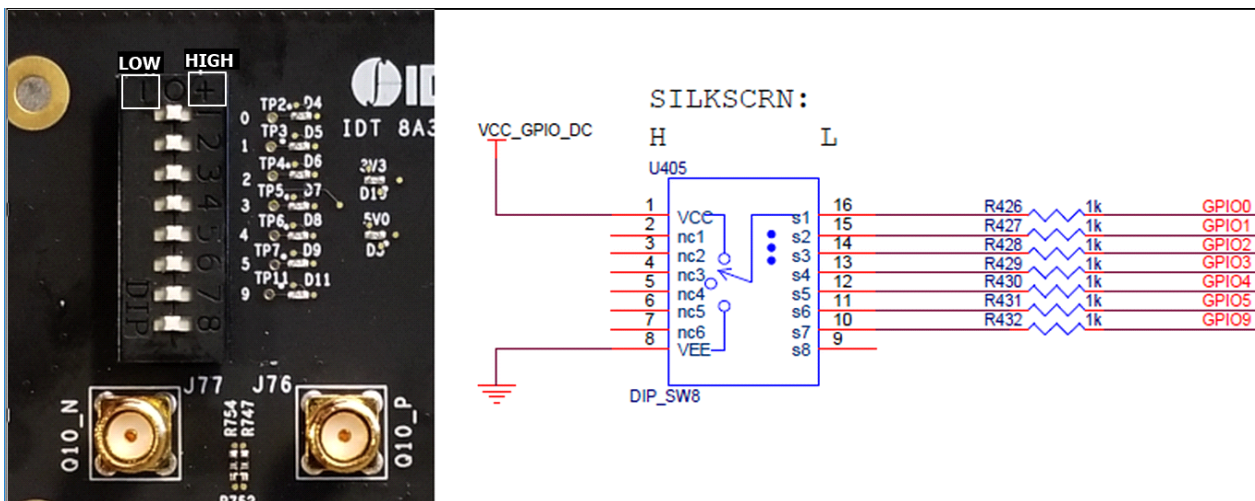 LOW HIGH
- O +
1
2
3
4
5
6
7
8
DIP
ID
IDT 8A3
TP2 D4
0
TP3 D5
1
TP4 D6
2
TP5 D7
3
TP6 D8
4
TP7 D9
5
TP11 D11
9
3V3
5V0
J77 J76
Q10_N
R754
R747
Q10_P
SILKSCRN:
H L
VCC_GPIO_DC
U405
1 VCC s1 16 R426 1k GPIO0
2 nc1 s2 15 R427 1k GPIO1
3 nc2 s3 14 R428 1k GPIO2
4 nc3 s4 13 R429 1k GPIO3
5 nc4 s5 12 R430 1k GPIO4
6 nc5 s6 11 R431 1k GPIO5
7 nc6 s7 10 R432 1k GPIO9
8 VEE s8 9
DIP_SW8